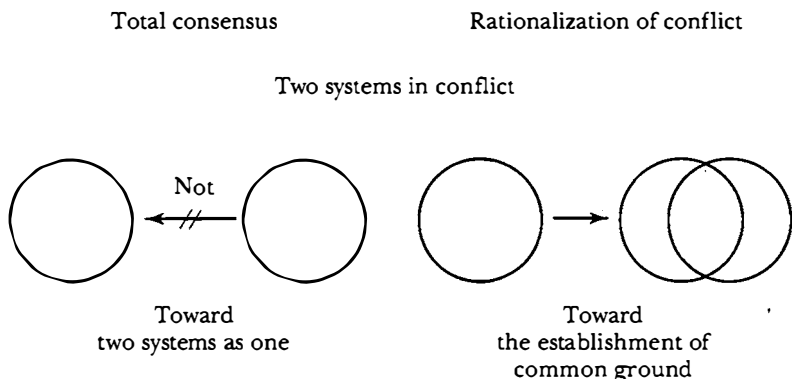 Total consensus
Rationalization of conflict
Two systems in conflict
Not
Toward
two systems as one
Toward
the establishment of
common ground